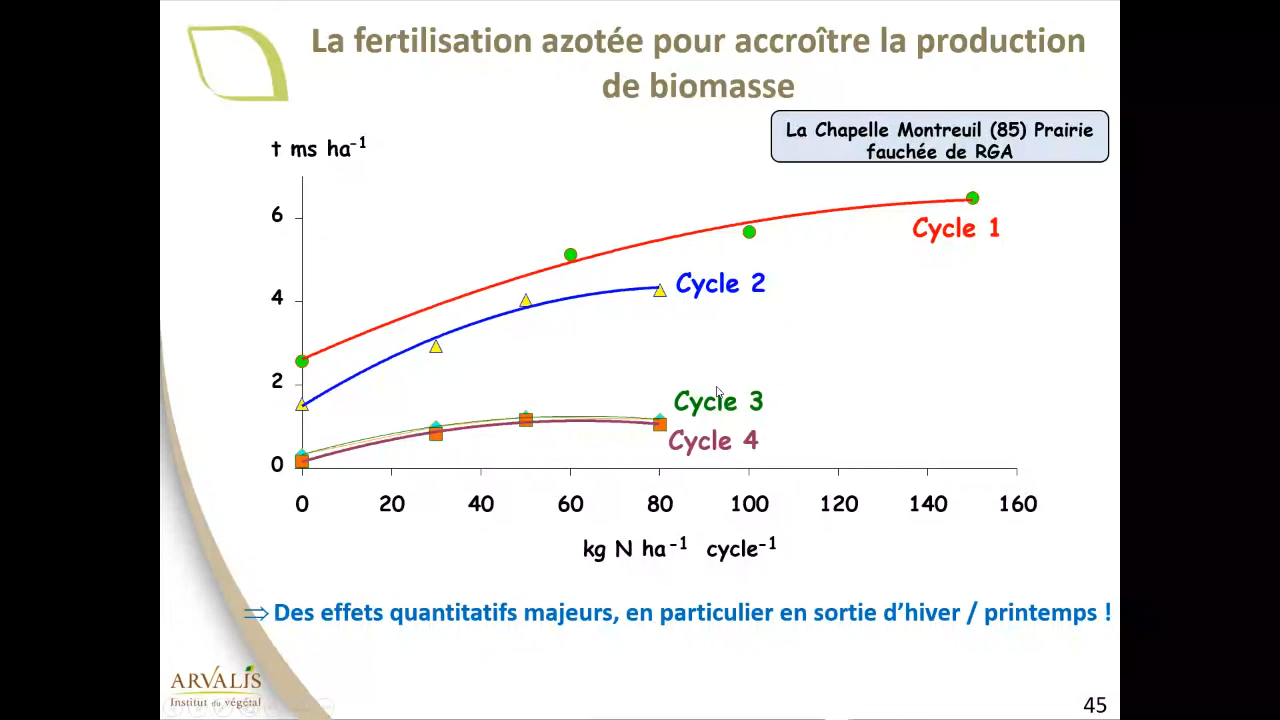 La fertilisation azotée pour accroître la production
de biomasse
La Chapelle Montreuil (85) Prairie
fauchée de RGA
t ms ha-1
6
4
2
0
Cycle 1
Cycle 2
Cycle 3
Cycle 4
0 20 40 60 80 100 120 140 160
kg N ha-1 cycle-1
⇒ Des effets quantitatifs majeurs, en particulier en sortie d’hiver / printemps !
ARVALIS
Institut du végétal
45